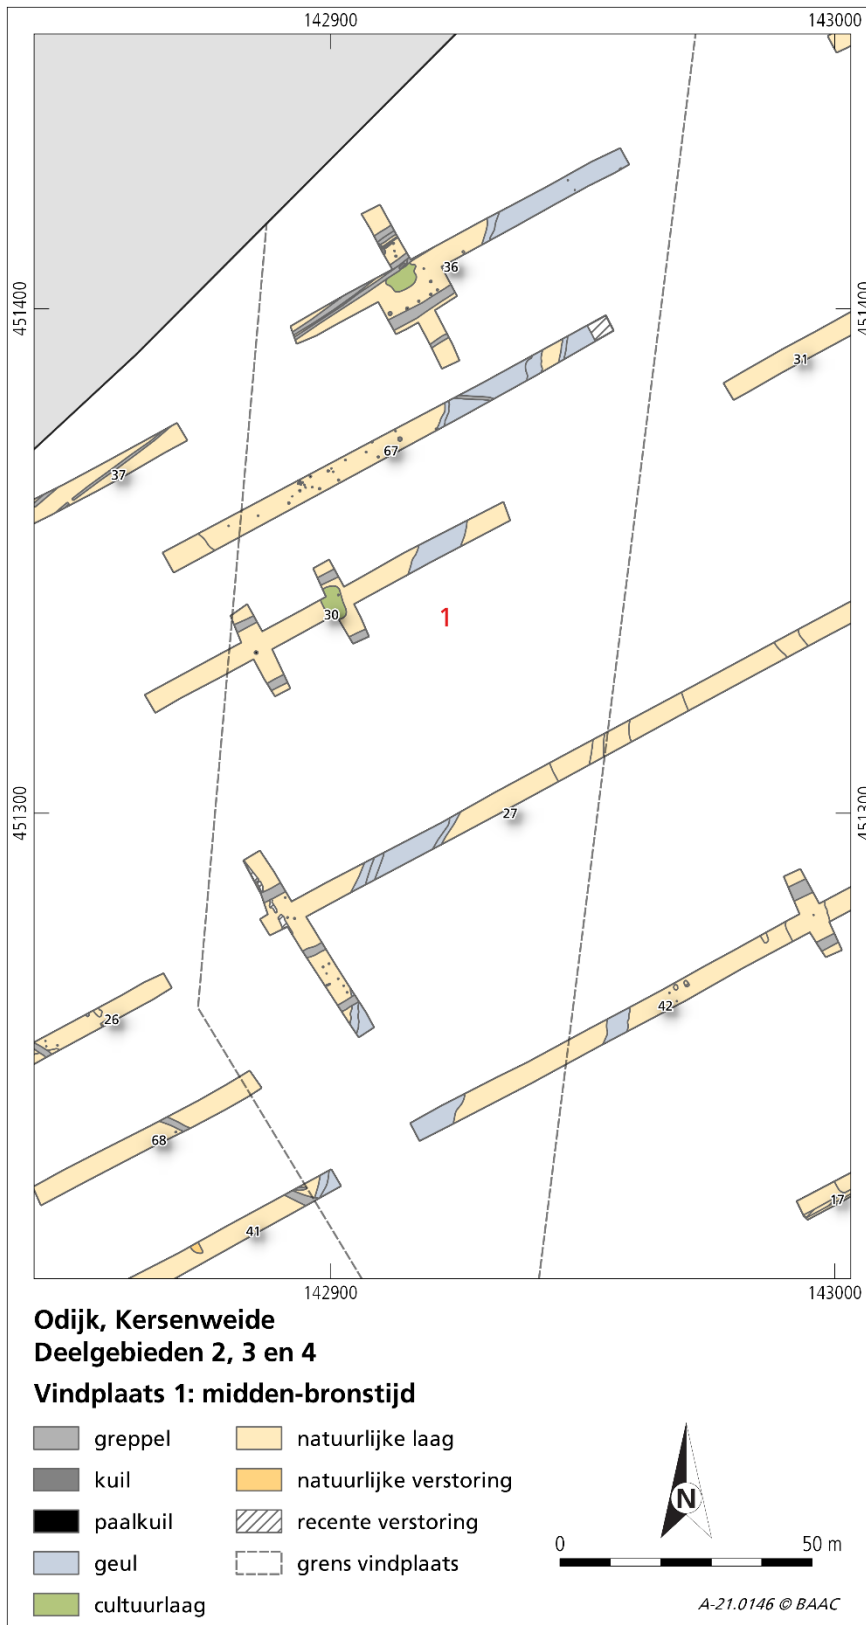 142900 143000
451400 451400
36
31
67
37
30
1
451300 451300
27
26
42
68
17
41
142900 143000
Odijk, Kersenweide
Deelgebieden 2, 3 en 4
Vindplaats 1: midden-bronstijd
greppel
kuil
paalkuil
geul
cultuurlaag
natuurlijke laag
natuurlijke verstoring
recente verstoring
grens vindplaats
N
0 50 m
A-21.0146 © BAAC